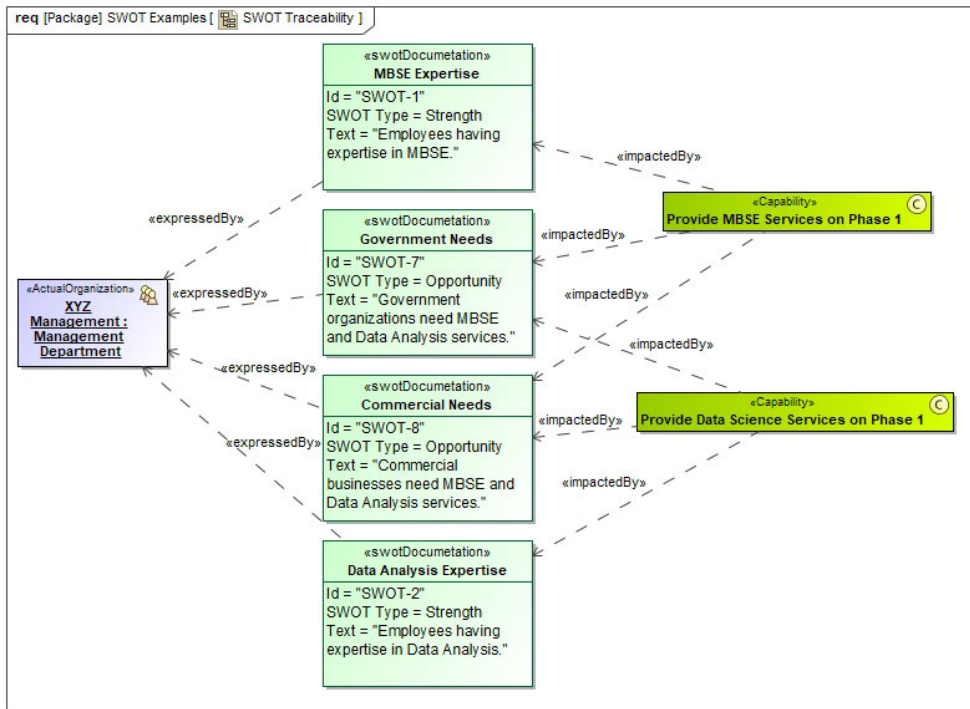 req [Package] SWOT Examples [ SWOT Traceability ]
«swotDocumetation»
MBSE Expertise
Id = "SWOT-1"
SWOT Type = Strength
Text = "Employees having
expertise in MBSE."
«impactedBy»
«Capability»
C
Provide MBSE Services on Phase 1
«expressedBy»
«swotDocumetation»
Government Needs
Id = "SWOT-7"
SWOT Type = Opportunity
Text = "Government
organizations need MBSE
and Data Analysis services."
«impactedBy»
«ActualOrganization»
XYZ
Management :
Management
Department
«expressedBy»
«impactedBy»
«impactedBy»
«expressedBy»
«swotDocumetation»
Commercial Needs
Id = "SWOT-8"
SWOT Type = Opportunity
Text = "Commercial
businesses need MBSE and
Data Analysis services."
«Capability»
C
Provide Data Science Services on Phase 1
«impactedBy»
«expressedBy»
«impactedBy»
«swotDocumetation»
Data Analysis Expertise
Id = "SWOT-2"
SWOT Type = Strength
Text = "Employees having
expertise in Data Analysis."